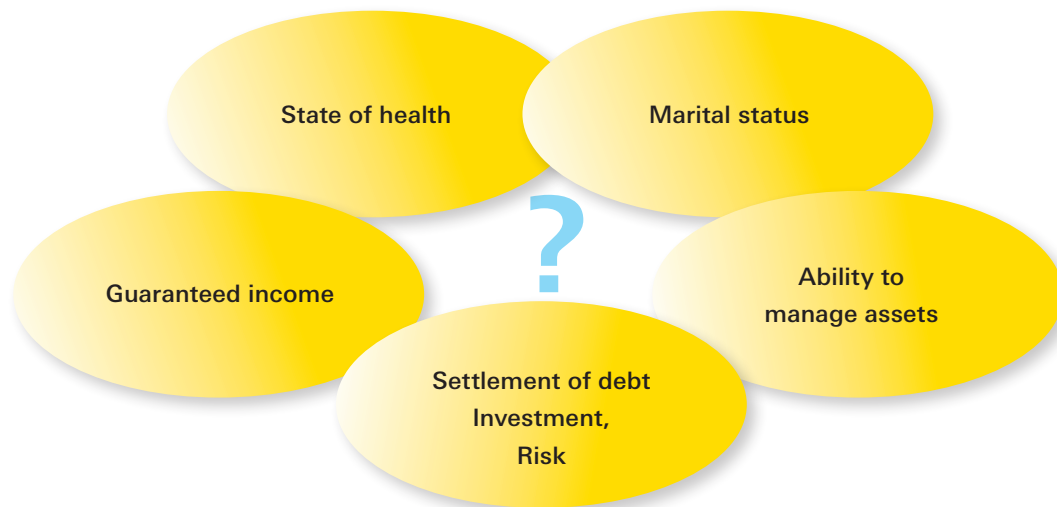 State of health
Marital status
?
Guaranteed income
Ability to
manage assets
Settlement of debt
Investment,
Risk